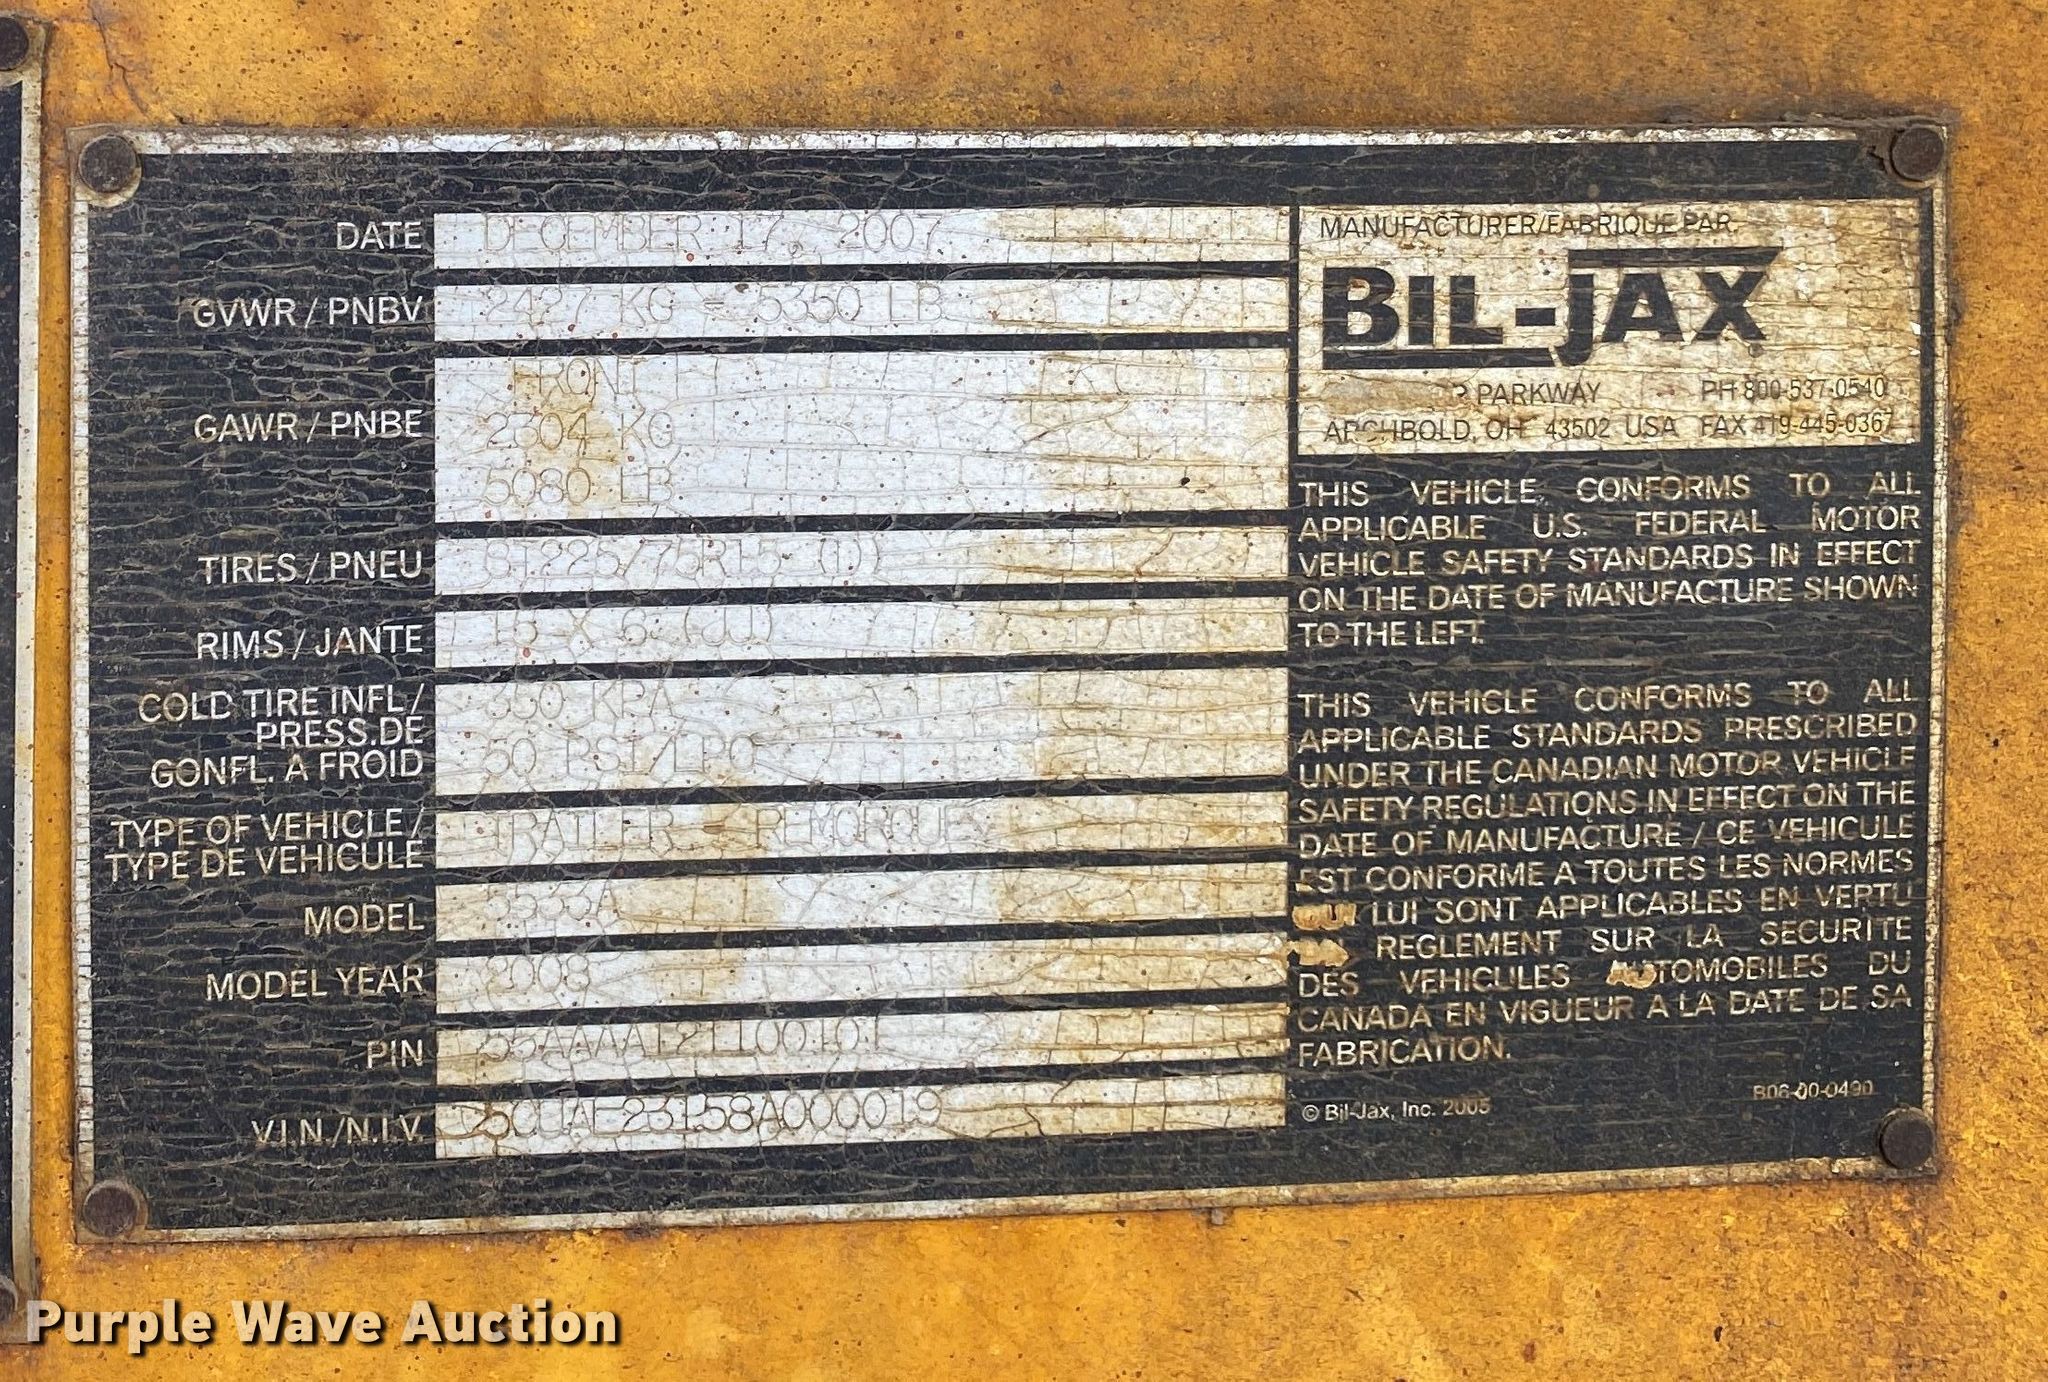 DATE DECEMBER 17, 2007
GVWR / PNBV 2427 KG - 5350 LB
GAWR / PNBE FRONT
2304 KG
5080 LB
TIRES / PNEU ST225/75R15 (D)
RIMS / JANTE 15 X 6
COLD TIRE INFL / PRESS.DE GONFL. A FROID KPA
50 PSI/LPC
TYPE OF VEHICLE / TYPE DE VEHICULE TRAILER - REMORQUE
MODEL
MODEL YEAR 2008
PIN
V.I.N./N.I.V.
MANUFACTURER/FABRIQUE PAR.
BIL-JAX
PARKWAY PH 800-537-0540
ARCHBOLD, OH 43502 USA FAX 419-445-0367
THIS VEHICLE CONFORMS TO ALL
APPLICABLE U.S. FEDERAL MOTOR
VEHICLE SAFETY STANDARDS IN EFFECT
ON THE DATE OF MANUFACTURE SHOWN
TO THE LEFT.
THIS VEHICLE CONFORMS TO ALL
APPLICABLE STANDARDS PRESCRIBED
UNDER THE CANADIAN MOTOR VEHICLE
SAFETY REGULATIONS IN EFFECT ON THE
DATE OF MANUFACTURE / CE VEHICULE
EST CONFORME A TOUTES LES NORMES
QUI LUI SONT APPLICABLES EN VERTU
REGLEMENT SUR LA SECURITE
DES VEHICULES AUTOMOBILES DU
CANADA EN VIGUEUR A LA DATE DE SA
FABRICATION.
© Bil-Jax, Inc. 2005 B06-00-0490
Purple Wave Auction